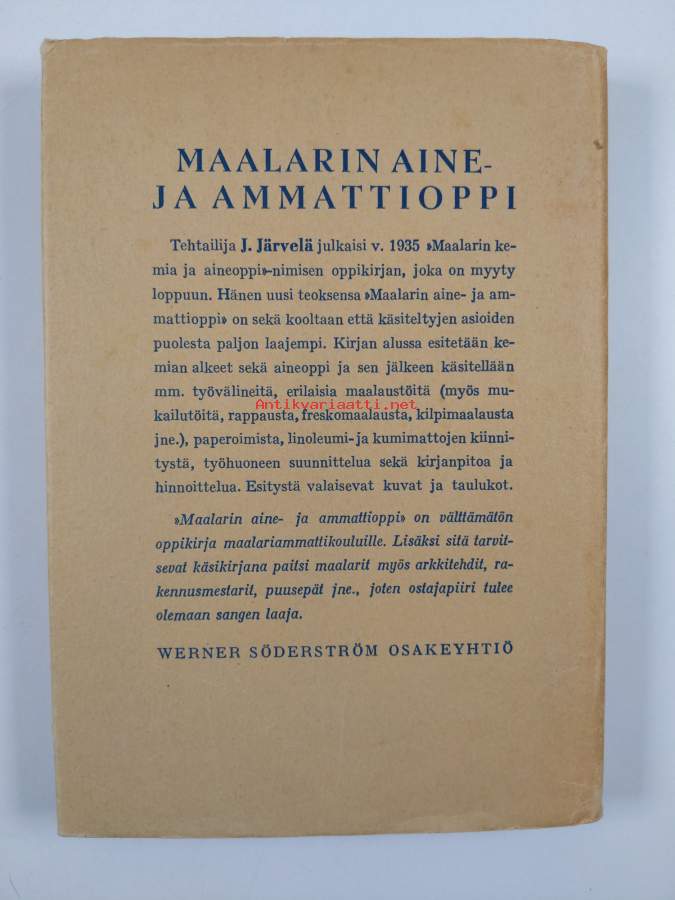 MAALARIN AINE-
JA AMMATTIOPPI
Tehtailija J. Järvelä julkaisi v. 1935 »Maalarin ke-
mia ja aineoppi»-nimisen oppikirjan, joka on myyty
loppuun. Hänen uusi teoksensa »Maalarin aine- ja am-
mattioppi» on sekä kooltaan että käsiteltyjen asioiden
puolesta paljon laajempi. Kirjan alussa esitetään ke-
mian alkeet sekä aineoppi ja sen jälkeen käsitellään
mm. työvälineitä, erilaisia maalaustöitä (myös mu-
Antikvariaatti.net
kailutöitä, rappausta, freskomaalausta, kilpimaalausta
jne.), paperoimista, linoleumi- ja kumimattojen kiinni-
tystä, työhuoneen suunnittelua sekä kirjanpitoa ja
hinnoittelua. Esitystä valaisevat kuvat ja taulukot.
»Maalarin aine- ja ammattioppi» on välttämätön
oppikirja maalariammattikouluille. Lisäksi sitä tarvit-
sevat käsikirjana paitsi maalarit myös arkkitehdit, ra-
kennusmestarit, puusepät jne., joten ostajapiiri tulee
olemaan sangen laaja.
WERNER SÖDERSTRÖM OSAKEYHTIÖ